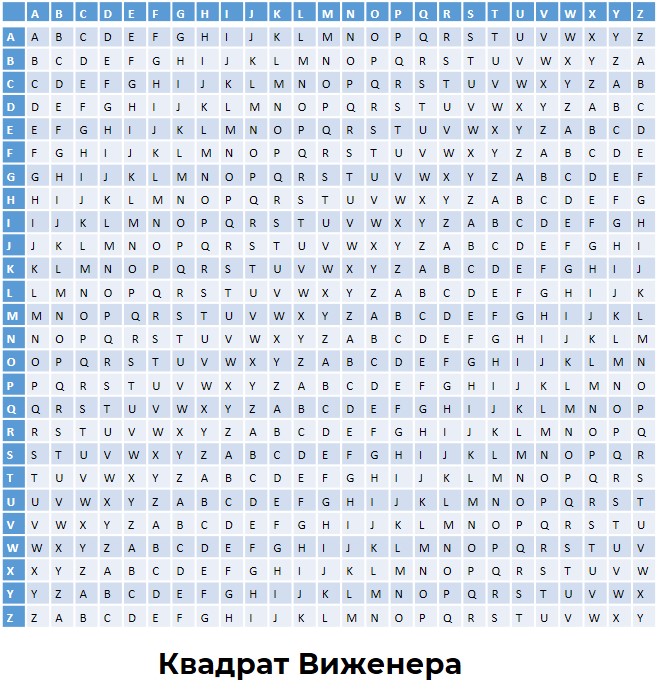 A B C D E F G H I J K L M N O P Q R S T U V W X Y Z
A A B C D E F G H I J K L M N O P Q R S T U V W X Y Z
B B C D E F G H I J K L M N O P Q R S T U V W X Y Z A
C C D E F G H I J K L M N O P Q R S T U V W X Y Z A B
D D E F G H I J K L M N O P Q R S T U V W X Y Z A B C
E E F G H I J K L M N O P Q R S T U V W X Y Z A B C D
F F G H I J K L M N O P Q R S T U V W X Y Z A B C D E
G G H I J K L M N O P Q R S T U V W X Y Z A B C D E F
H H I J K L M N O P Q R S T U V W X Y Z A B C D E F G
I I J K L M N O P Q R S T U V W X Y Z A B C D E F G H
J J K L M N O P Q R S T U V W X Y Z A B C D E F G H I
K K L M N O P Q R S T U V W X Y Z A B C D E F G H I J
L L M N O P Q R S T U V W X Y Z A B C D E F G H I J K
M M N O P Q R S T U V W X Y Z A B C D E F G H I J K L
N N O P Q R S T U V W X Y Z A B C D E F G H I J K L M
O O P Q R S T U V W X Y Z A B C D E F G H I J K L M N
P P Q R S T U V W X Y Z A B C D E F G H I J K L M N O
Q Q R S T U V W X Y Z A B C D E F G H I J K L M N O P
R R S T U V W X Y Z A B C D E F G H I J K L M N O P Q
S S T U V W X Y Z A B C D E F G H I J K L M N O P Q R
T T U V W X Y Z A B C D E F G H I J K L M N O P Q R S
U U V W X Y Z A B C D E F G H I J K L M N O P Q R S T
V V W X Y Z A B C D E F G H I J K L M N O P Q R S T U
W W X Y Z A B C D E F G H I J K L M N O P Q R S T U V
X X Y Z A B C D E F G H I J K L M N O P Q R S T U V W
Y Y Z A B C D E F G H I J K L M N O P Q R S T U V W X
Z Z A B C D E F G H I J K L M N O P Q R S T U V W X Y
Квадрат Виженера